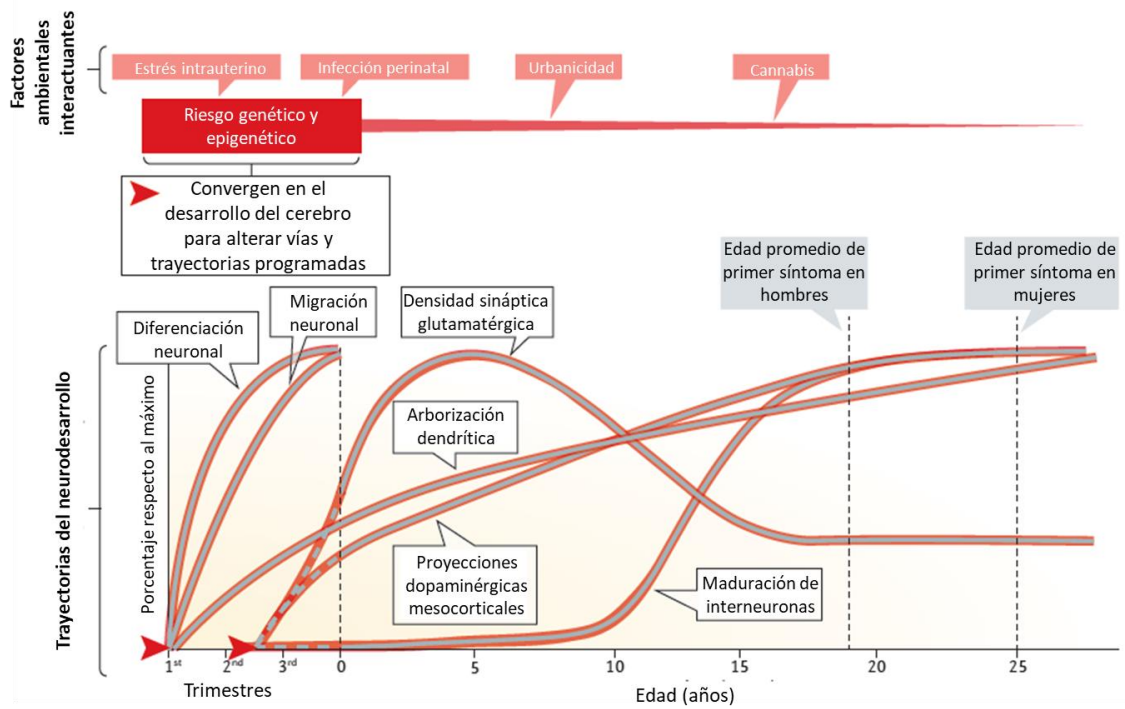 Factores
ambientales
interactuantes
Estrés intrauterino
Infección perinatal
Urbanicidad
Cannabis
Riesgo genético y
epigenético
Convergen en el
desarrollo del cerebro
para alterar vías y
trayectorias programadas
Edad promedio de
primer síntoma en
hombres
Edad promedio de
primer síntoma en
mujeres
Diferenciación
neuronal
Migración
neuronal
Densidad sináptica
glutamatérgica
Arborización
dendrítica
Proyecciones
dopaminérgicas
mesocorticales
Maduración de
interneuronas
Trayectorias del neurodesarrollo
Porcentaje respecto al máximo
1st 2nd 3rd 0 5 10 15 20 25
Trimestres
Edad (años)